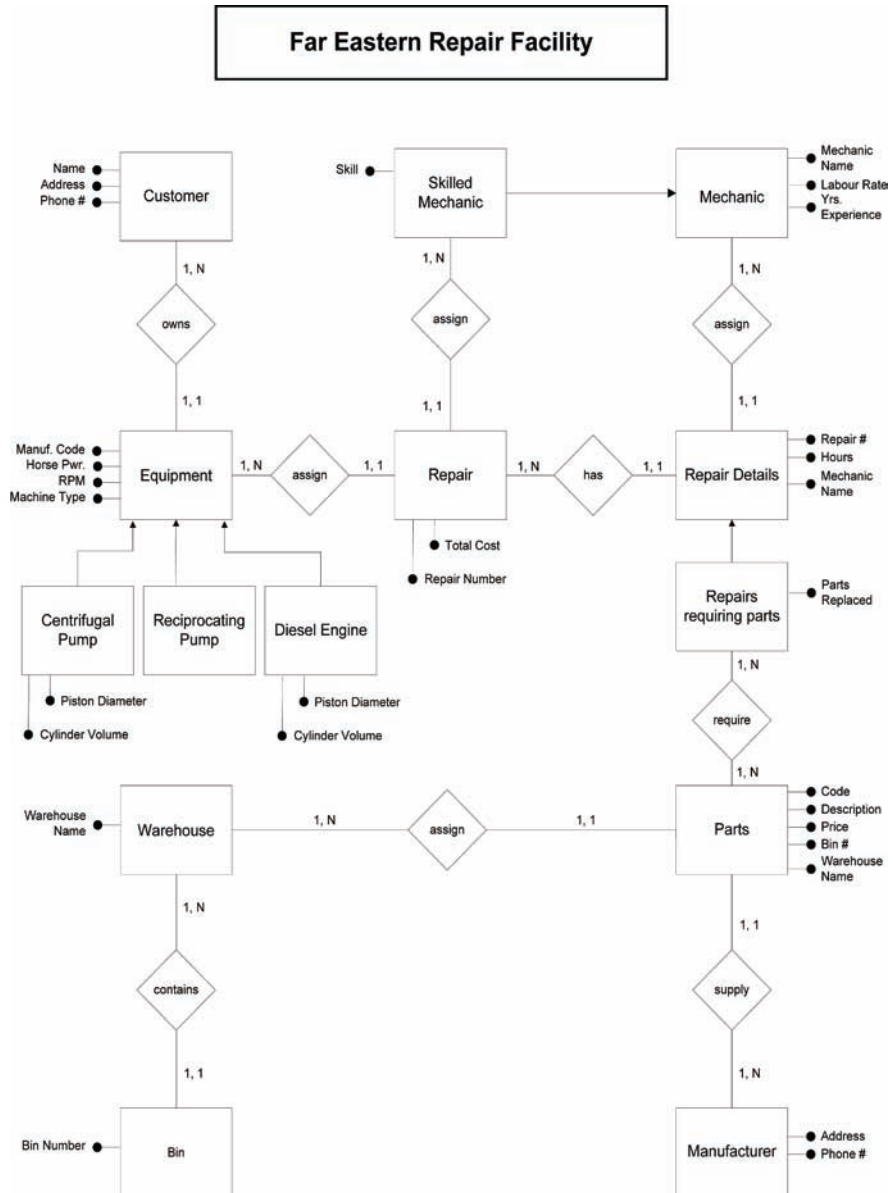 Far Eastern Repair Facility
Name
Address
Phone #
Customer
Skill
Skilled
Mechanic
Mechanic
Mechanic
Name
Labour Rate
Yrs.
Experience
1, N
1, N
1, N
owns
assign
assign
1, 1
1, 1
1, 1
Manuf. Code
Horse Pwr.
RPM
Machine Type
Equipment
1, N
assign
1, 1
Repair
1, N
has
1, 1
Repair Details
Repair #
Hours
Mechanic
Name
Total Cost
Repair Number
Centrifugal
Pump
Reciprocating
Pump
Diesel Engine
Repairs
requiring parts
Parts
Replaced
Piston Diameter
Cylinder Volume
Piston Diameter
Cylinder Volume
1, N
require
1, N
Warehouse
Name
Warehouse
1, N
assign
1, 1
Parts
Code
Description
Price
Bin #
Warehouse
Name
1, N
1, 1
contains
supply
1, 1
1, N
Bin Number
Bin
Manufacturer
Address
Phone #